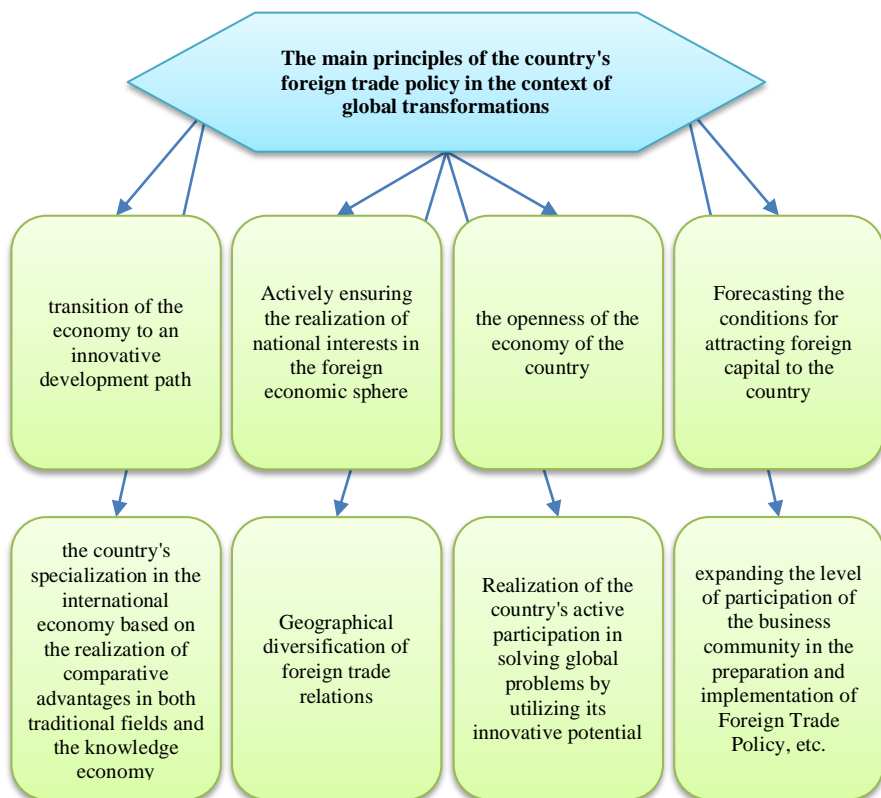 The main principles of the country's
foreign trade policy in the context of
global transformations
transition of the
economy to an
innovative
development path
Actively ensuring
the realization of
national interests in
the foreign
economic sphere
the openness of the
economy of the
country
Forecasting the
conditions for
attracting foreign
capital to the
country
the country's
specialization in the
international
economy based on
the realization of
comparative
advantages in both
traditional fields and
the knowledge
economy
Geographical
diversification of
foreign trade
relations
Realization of the
country's active
participation in
solving global
problems by
utilizing its
innovative potential
expanding the level
of participation of
the business
community in the
preparation and
implementation of
Foreign Trade
Policy, etc.